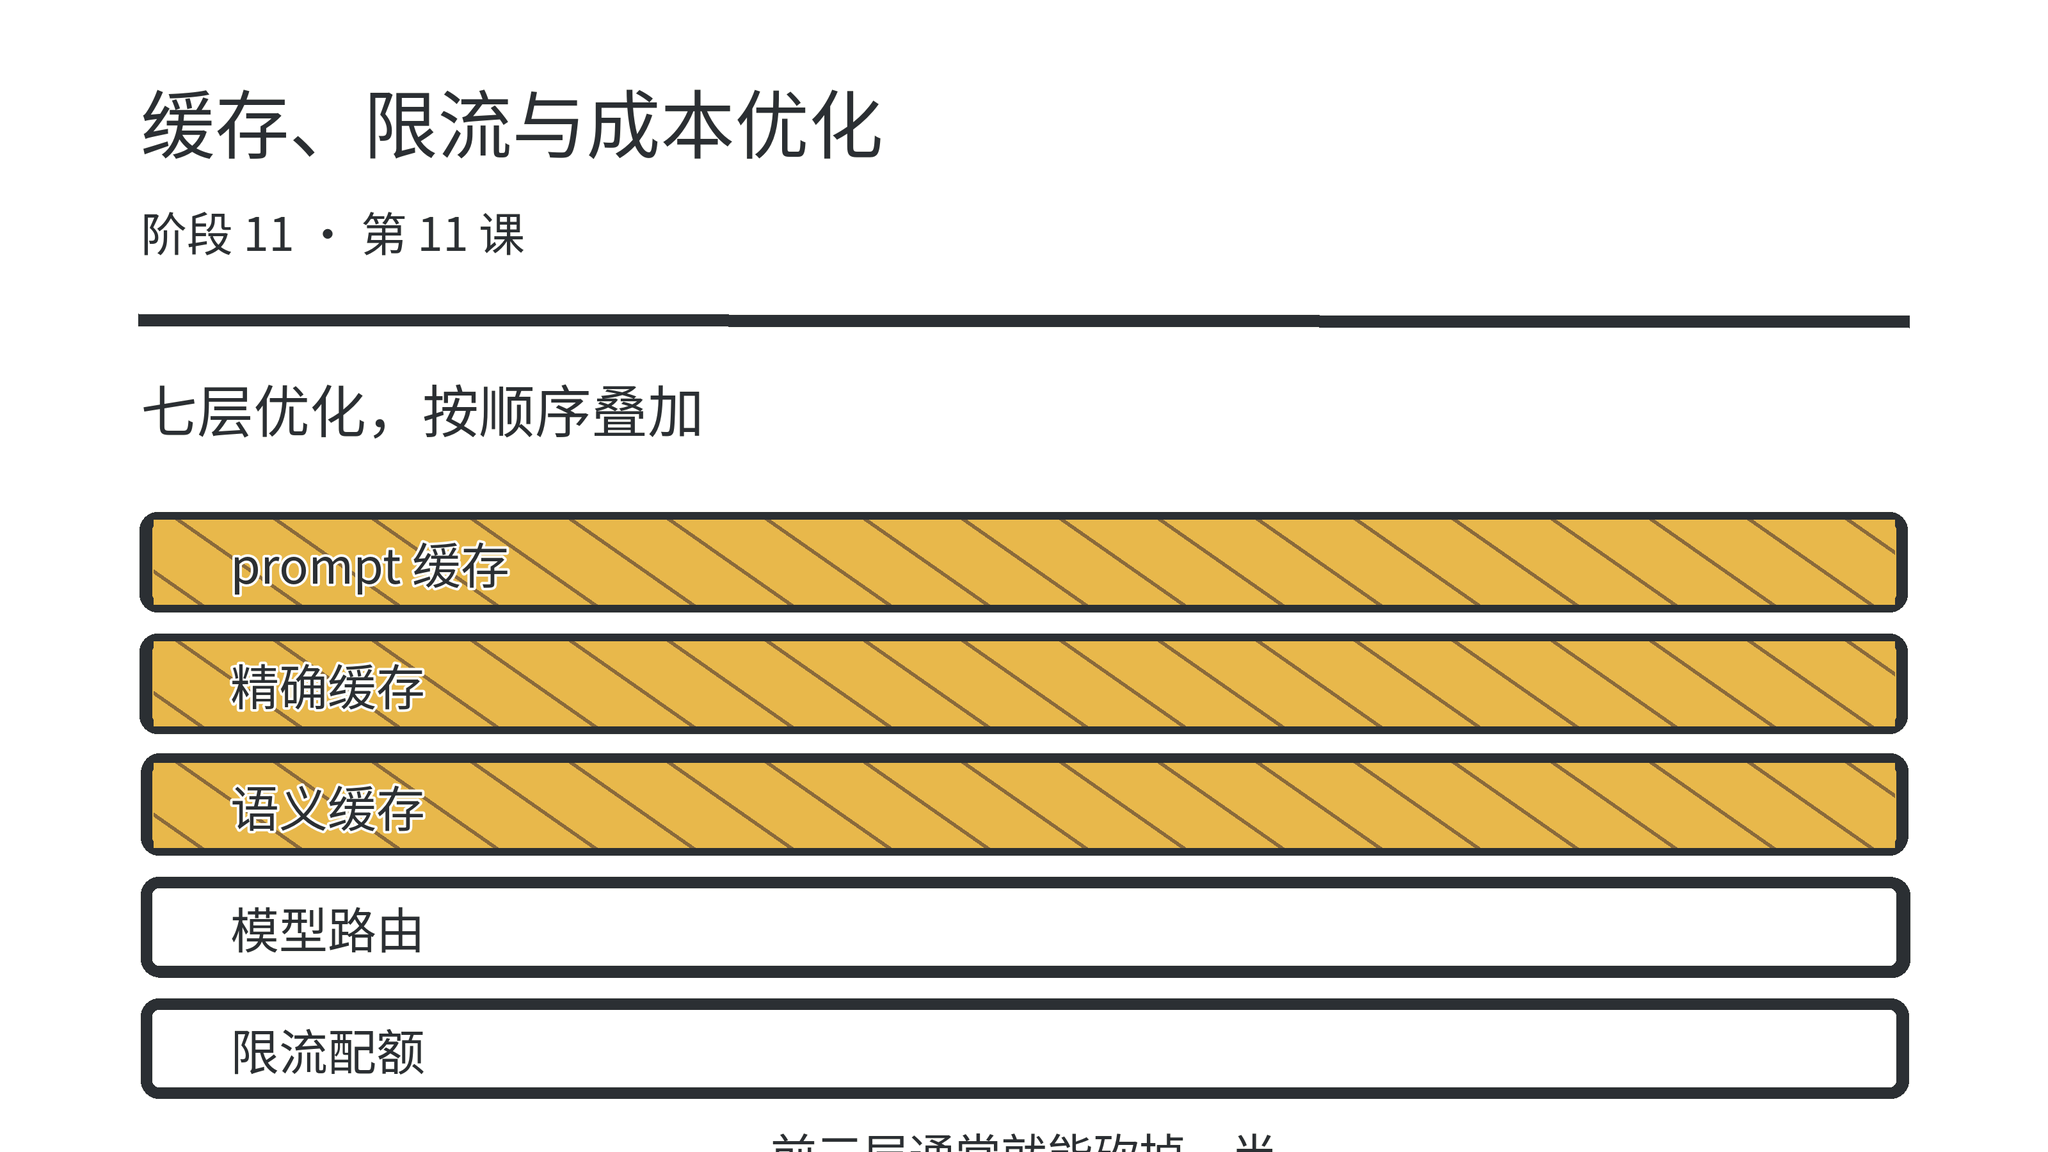 缓存、限流与成本优化
阶段 11 · 第 11 课
七层优化，按顺序叠加
prompt 缓存
精确缓存
语义缓存
模型路由
限流配额